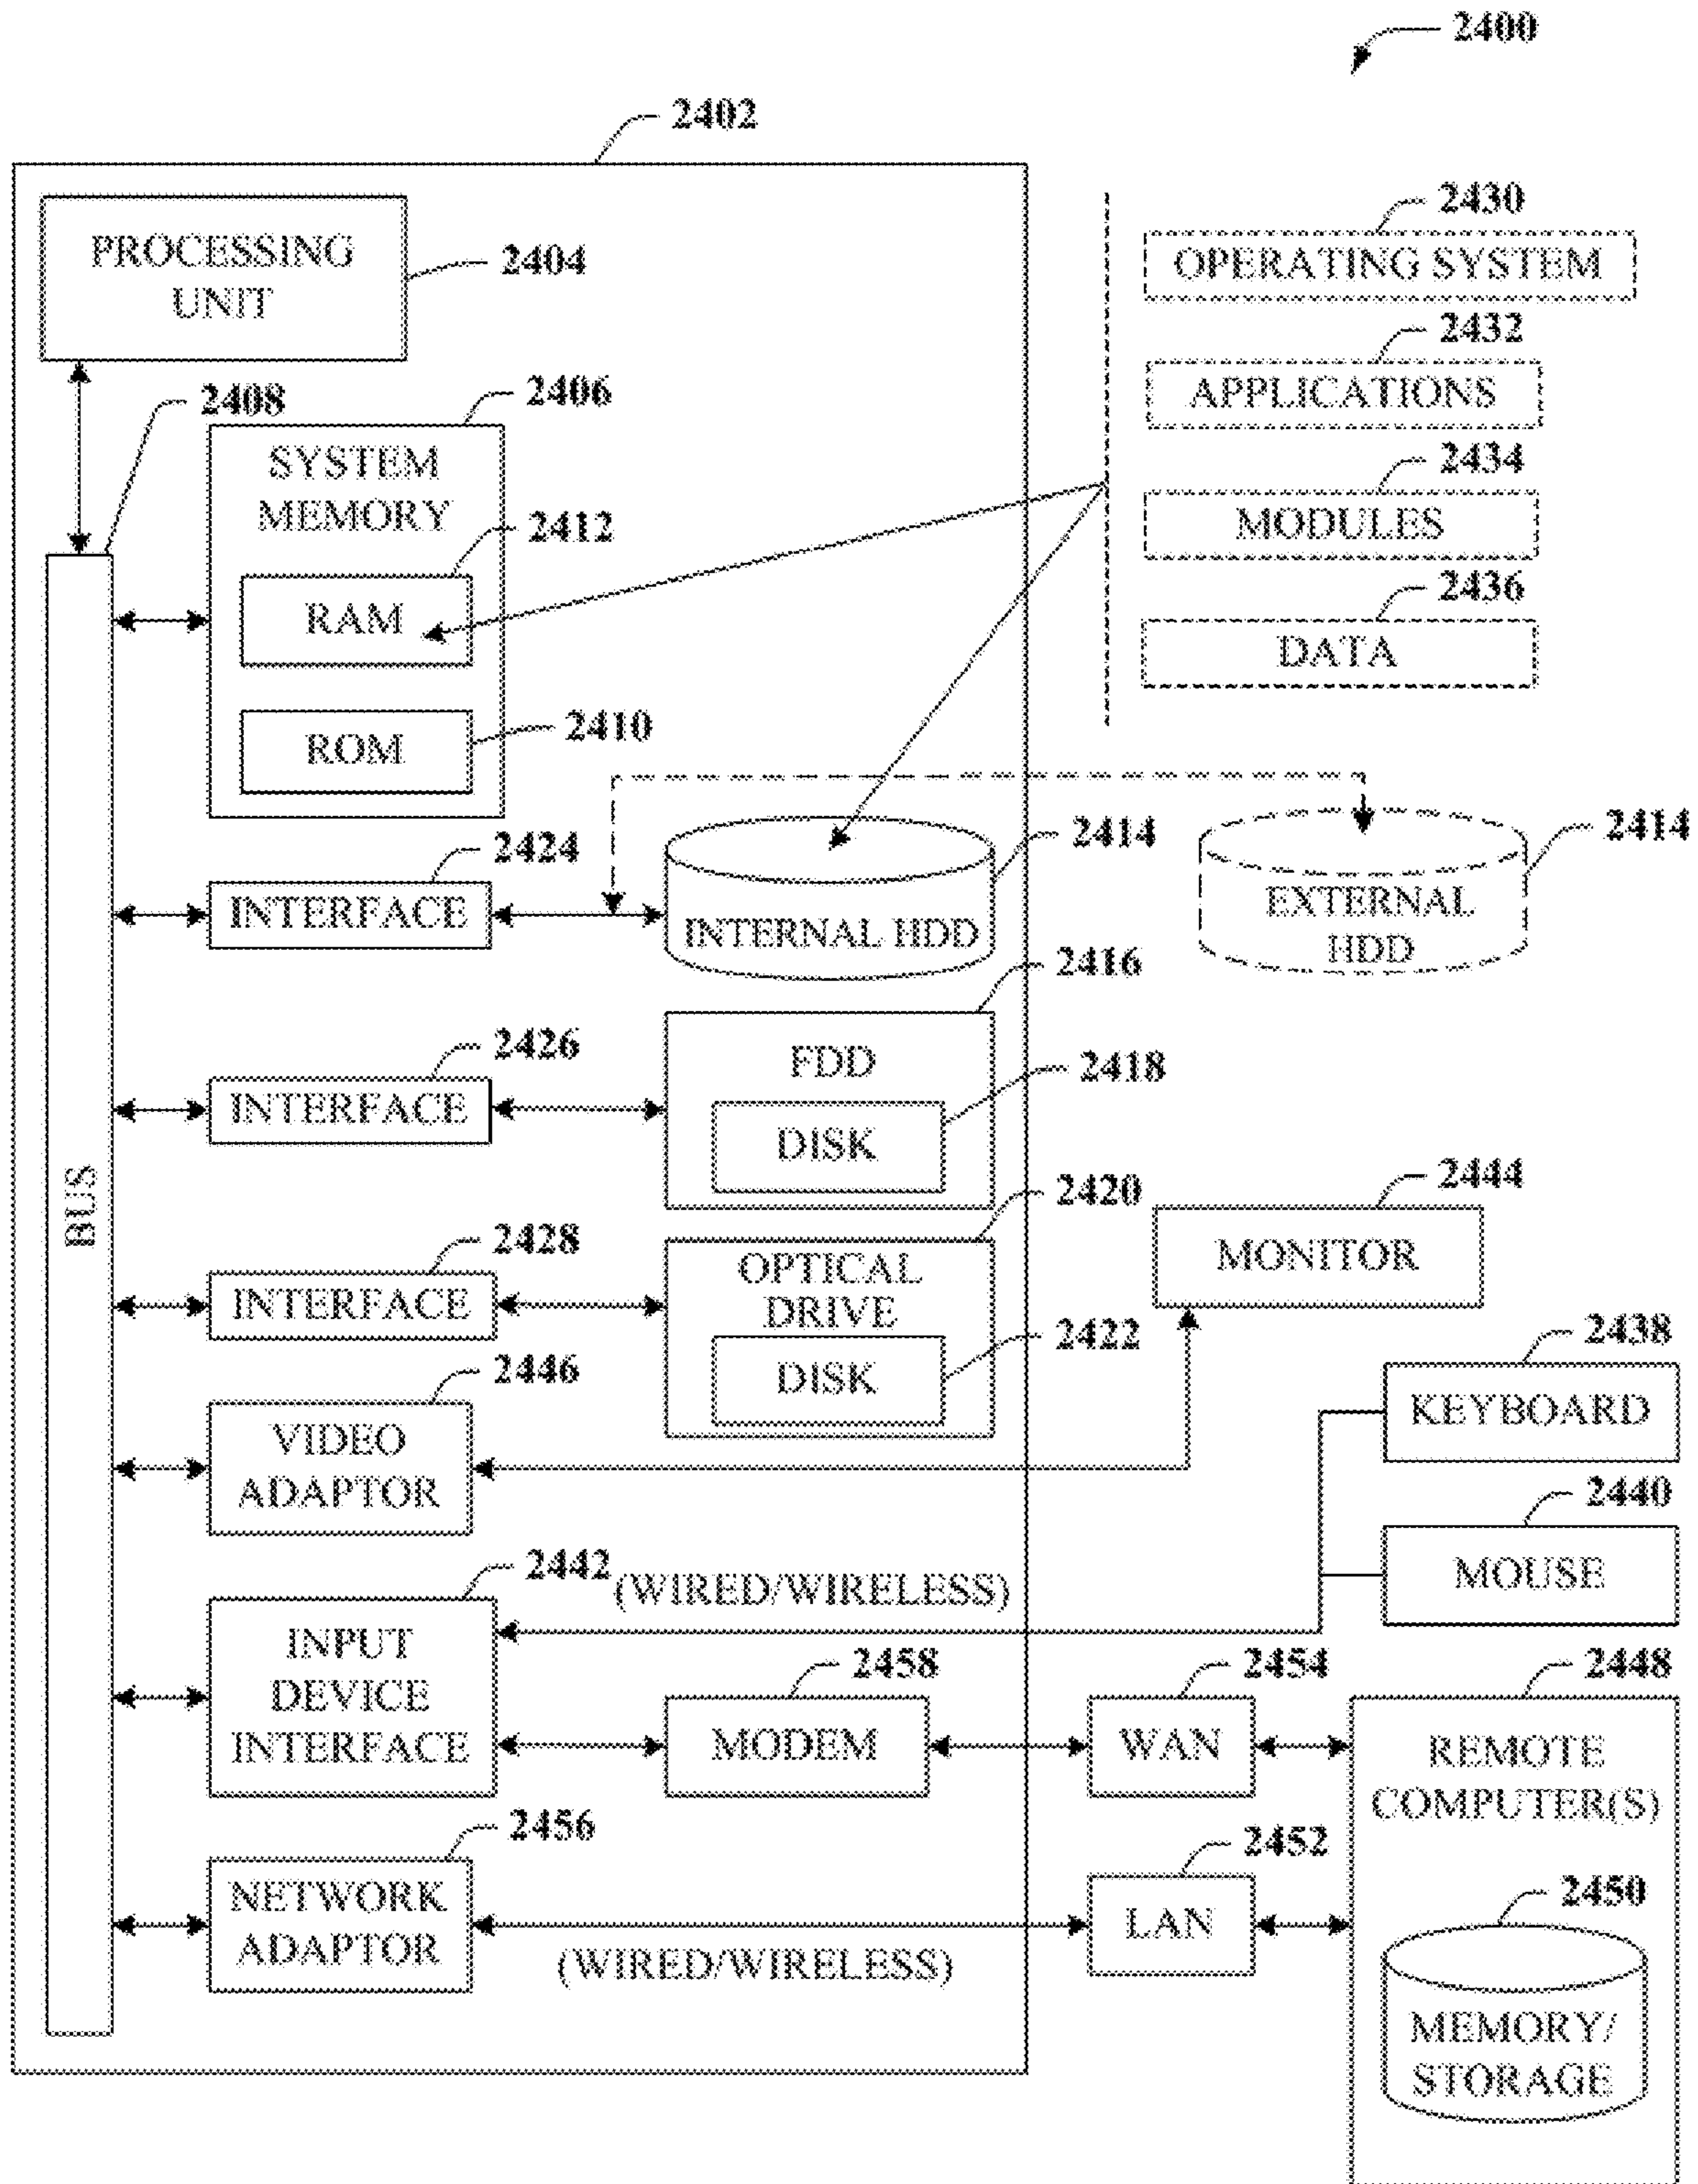 2400
2402
PROCESSING
UNIT
2404
2430
OPERATING SYSTEM
2432
APPLICATIONS
2434
MODULES
2436
DATA
2408
2406
SYSTEM
MEMORY
2412
RAM
2410
ROM
BUS
2424
INTERFACE
2414
INTERNAL HDD
2414
EXTERNAL
HDD
2426
INTERFACE
2416
FDD
2418
DISK
2428
INTERFACE
2420
OPTICAL
DRIVE
2422
DISK
2444
MONITOR
2446
VIDEO
ADAPTOR
2438
KEYBOARD
2440
MOUSE
2442
(WIRED/WIRELESS)
INPUT
DEVICE
INTERFACE
2458
MODEM
2454
WAN
2448
REMOTE
COMPUTER(S)
2456
NETWORK
ADAPTOR
(WIRED/WIRELESS)
2452
LAN
2450
MEMORY/
STORAGE